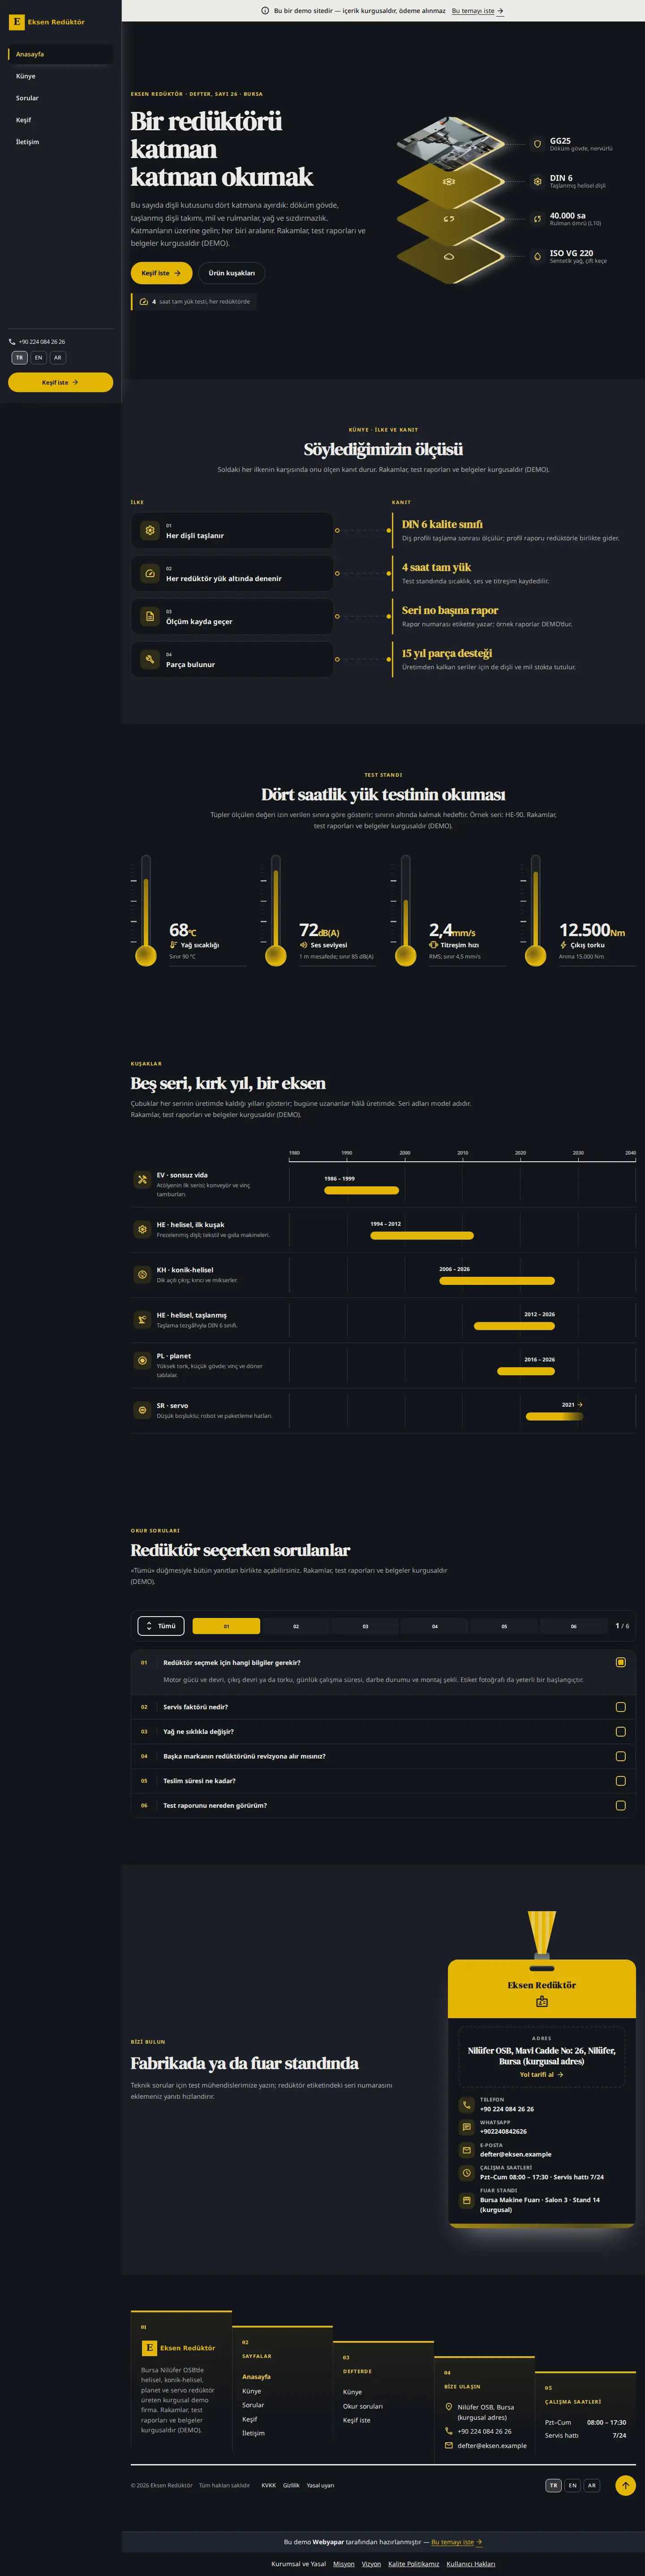 E Eksen Redüktör
Anasayfa
Künye
Sorular
Keşif
İletişim
+90 224 084 26 26
TR EN AR
Keşif iste →
Bu bir demo sitedir — içerik kurgusaldır, ödeme alınmaz Bu temayı iste →
EKSEN REDÜKTÖR · DEFTER, SAYI 26 · BURSA
Bir redüktörü
katman
katman okumak
Bu sayıda dişli kutusunu dört katmana ayırdık: döküm gövde,
taşlanmış dişli takımı, mil ve rulmanlar, yağ ve sızdırmazlık.
Katmanların üzerine gelin; her biri aralanır. Rakamlar, test raporları ve
belgeler kurgusaldır (DEMO).
Keşif iste →
Ürün kuşakları
4 saat tam yük testi, her redüktörde
GG25
Döküm gövde, nervürlü
DIN 6
Taşlanmış helisel dişli
40.000 sa
Rulman ömrü (L10)
ISO VG 220
Sentetik yağ, çift keçe
KÜNYE · İLKE VE KANIT
Söylediğimizin ölçüsü
Soldaki her ilkenin karşısında onu ölçen kanıt durur. Rakamlar, test raporları ve belgeler kurgusaldır (DEMO).
İLKE
KANIT
01
Her dişli taşlanır
DIN 6 kalite sınıfı
Diş profili taşlama sonrası ölçülür; profil raporu redüktörle birlikte gider.
02
Her redüktör yük altında denenir
4 saat tam yük
Test standında sıcaklık, ses ve titreşim kaydedilir.
03
Ölçüm kayda geçer
Seri no başına rapor
Rapor numarası etikette yazar; örnek raporlar DEMO'dur.
04
Parça bulunur
15 yıl parça desteği
Üretimden kalkan seriler için de dişli ve mil stokta tutulur.
TEST STANDI
Dört saatlik yük testinin okuması
Tüpler ölçülen değeri izin verilen sınıra göre gösterir; sınırın altında kalmak hedeftir. Örnek seri: HE-90. Rakamlar,
test raporları ve belgeler kurgusaldır (DEMO).
68°C
Yağ sıcaklığı
Sınır 90 °C
72dB(A)
Ses seviyesi
1 m mesafede; sınır 85 dB(A)
2,4mm/s
Titreşim hızı
RMS; sınır 4,5 mm/s
12.500Nm
Çıkış torku
Anma 15.000 Nm
KUŞAKLAR
Beş seri, kırk yıl, bir eksen
Çubuklar her serinin üretimde kaldığı yılları gösterir; bugüne uzananlar hâlâ üretimde. Seri adları model adıdır.
Rakamlar, test raporları ve belgeler kurgusaldır (DEMO).
1980 1990 2000 2010 2020 2030 2040
EV · sonsuz vida
Atölyenin ilk serisi; konveyör ve vinç
tamburları.
1986 – 1999
HE · helisel, ilk kuşak
Frezelenmiş dişli; tekstil ve gıda makineleri.
1994 – 2012
KH · konik-helisel
Dik açılı çıkış; kırıcı ve mikserler.
2006 – 2026
HE · helisel, taşlanmış
Taşlama tezgâhıyla DIN 6 sınıfı.
2012 – 2026
PL · planet
Yüksek tork, küçük gövde; vinç ve döner
tablalar.
2016 – 2026
SR · servo
Düşük boşluklu; robot ve paketleme hatları.
2021 →
OKUR SORULARI
Redüktör seçerken sorulanlar
«Tümü» düğmesiyle bütün yanıtları birlikte açabilirsiniz. Rakamlar, test raporları ve belgeler kurgusaldır
(DEMO).
Tümü 01 02 03 04 05 06 1 / 6
01 Redüktör seçmek için hangi bilgiler gerekir?
Motor gücü ve devri, çıkış devri ya da torku, günlük çalışma süresi, darbe durumu ve montaj şekli. Etiket fotoğrafı da yeterli bir başlangıçtır.
02 Servis faktörü nedir?
03 Yağ ne sıklıkla değişir?
04 Başka markanın redüktörünü revizyona alır mısınız?
05 Teslim süresi ne kadar?
06 Test raporunu nereden görürüm?
BİZİ BULUN
Fabrikada ya da fuar standında
Teknik sorular için test mühendislerimize yazın; redüktör etiketindeki seri numarasını
eklemeniz yanıtı hızlandırır.
Eksen Redüktör
ADRES
Nilüfer OSB, Mavi Cadde No: 26, Nilüfer,
Bursa (kurgusal adres)
Yol tarifi al →
TELEFON
+90 224 084 26 26
WHATSAPP
+902240842626
E-POSTA
defter@eksen.example
ÇALIŞMA SAATLERİ
Pzt–Cum 08:00 – 17:30 · Servis hattı 7/24
FUAR STANDI
Bursa Makine Fuarı · Salon 3 · Stand 14
(kurgusal)
01
E Eksen Redüktör
Bursa Nilüfer OSB'de
helisel, konik-helisel,
planet ve servo redüktör
üreten kurgusal demo
firma. Rakamlar, test
raporları ve belgeler
kurgusaldır (DEMO).
02
SAYFALAR
Anasayfa
Künye
Sorular
Keşif
İletişim
03
DEFTERDE
Künye
Okur soruları
Keşif iste
04
BİZE ULAŞIN
Nilüfer OSB, Bursa
(kurgusal adres)
+90 224 084 26 26
defter@eksen.example
05
ÇALIŞMA SAATLERİ
Pzt–Cum 08:00 – 17:30
Servis hattı 7/24
© 2026 Eksen Redüktör Tüm hakları saklıdır KVKK Gizlilik Yasal uyarı
TR EN AR
Bu demo Webyapar tarafından hazırlanmıştır — Bu temayı iste →
Kurumsal ve Yasal Misyon Vizyon Kalite Politikamız Kullanıcı Hakları